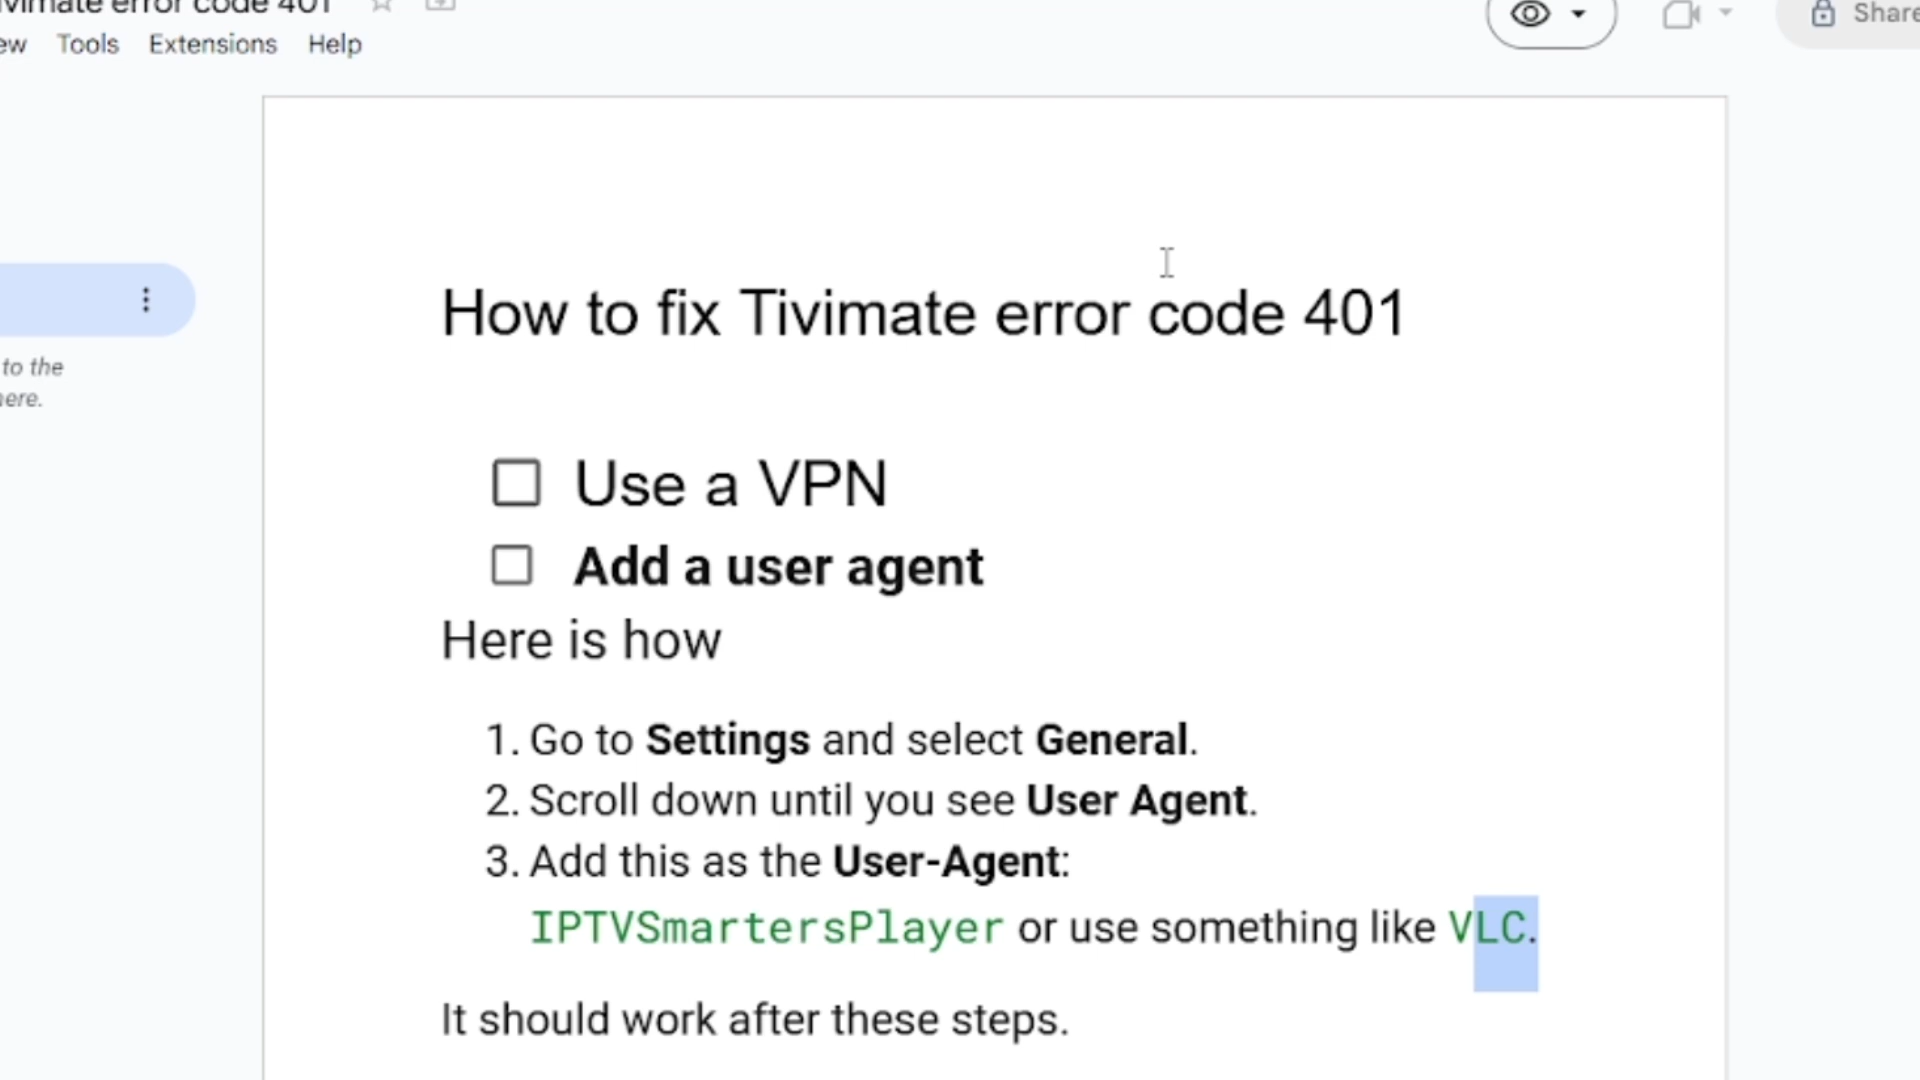 Tools Extensions Help
Share
to the
How to fix Tivimate error code 401
Use a VPN
Add a user agent
Here is how
1. Go to Settings and select General.
2. Scroll down until you see User Agent.
3. Add this as the User-Agent:
IPTVSmartersPlayer or use something like VLC.
It should work after these steps.